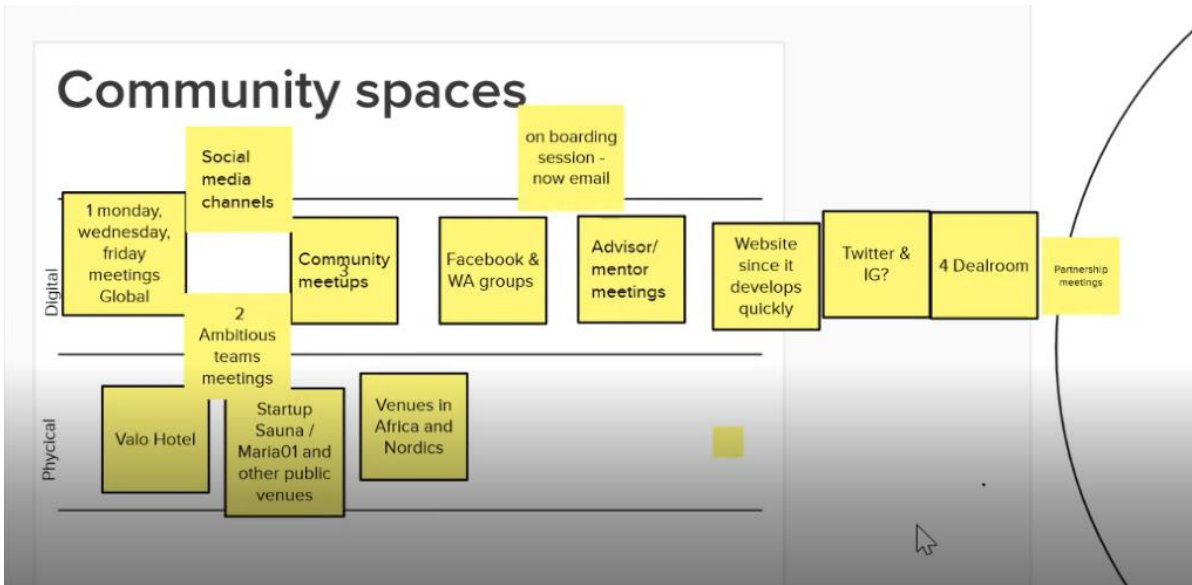 Community spaces
Social
media
channels
on boarding
session -
now email
Digital
1 monday,
wednesday,
friday
meetings
Global
Community
3
meetups
Facebook &
WA groups
Advisor/
mentor
meetings
Website
since it
develops
quickly
Twitter &
IG?
4 Dealroom
Partnership
meetings
2
Ambitious
teams
meetings
Phycical
Valo Hotel
Startup
Sauna /
Maria01 and
other public
venues
Venues in
Africa and
Nordics